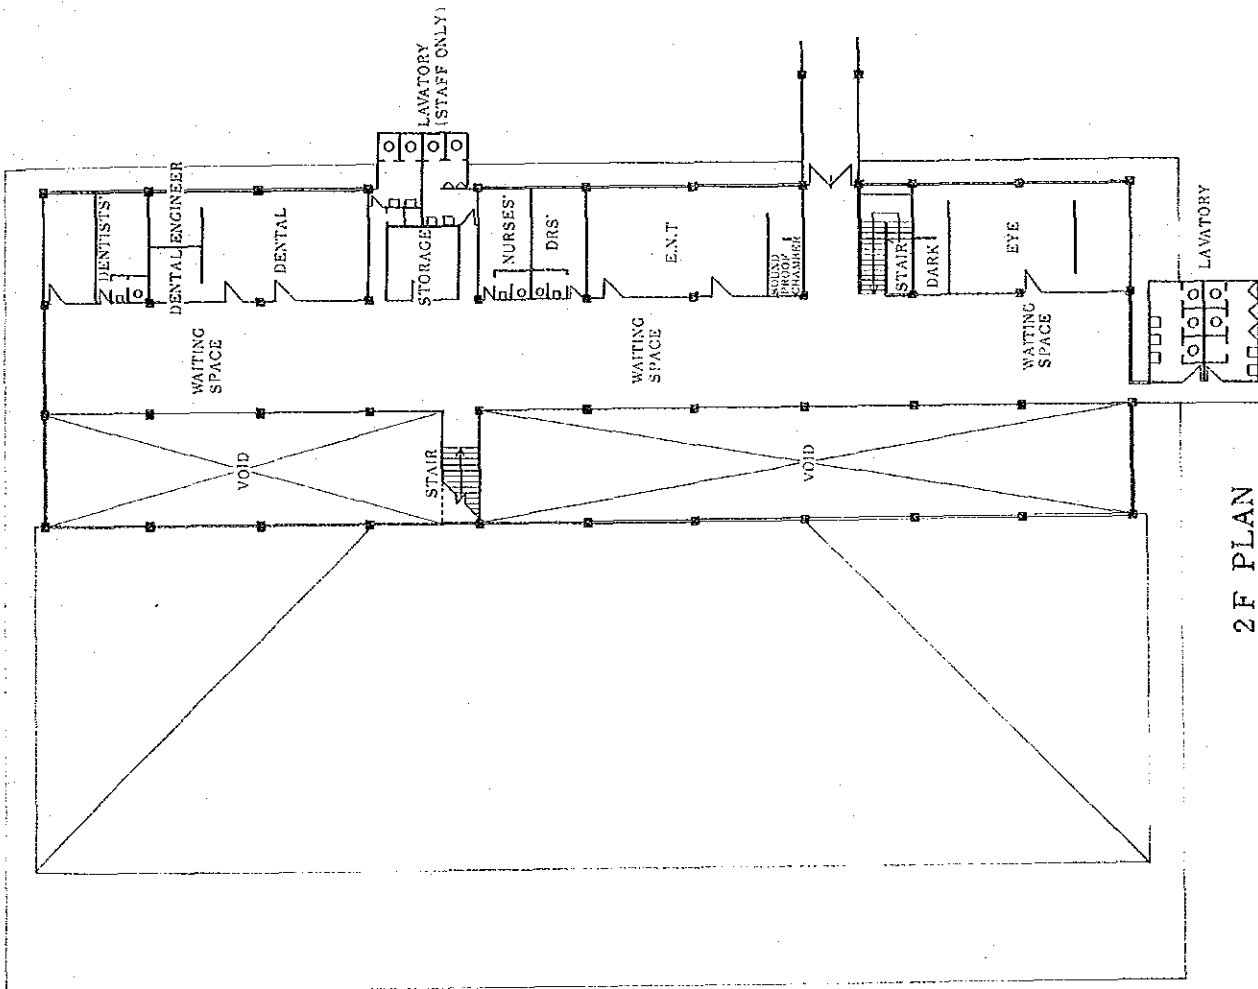 LAVATORY
(STAFF ONLY)
DENTISTS'
DENTAL ENGINEER
DENTAL
STORAGE
NURSES'
DRS'
E.N.T
SOUND
PROOF
CHAMBER
STAIR
DARK
EYE
LAVATORY
WAITING
SPACE
WAITING
SPACE
WAITING
SPACE
VOID
STAIR
VOID
2F PLAN